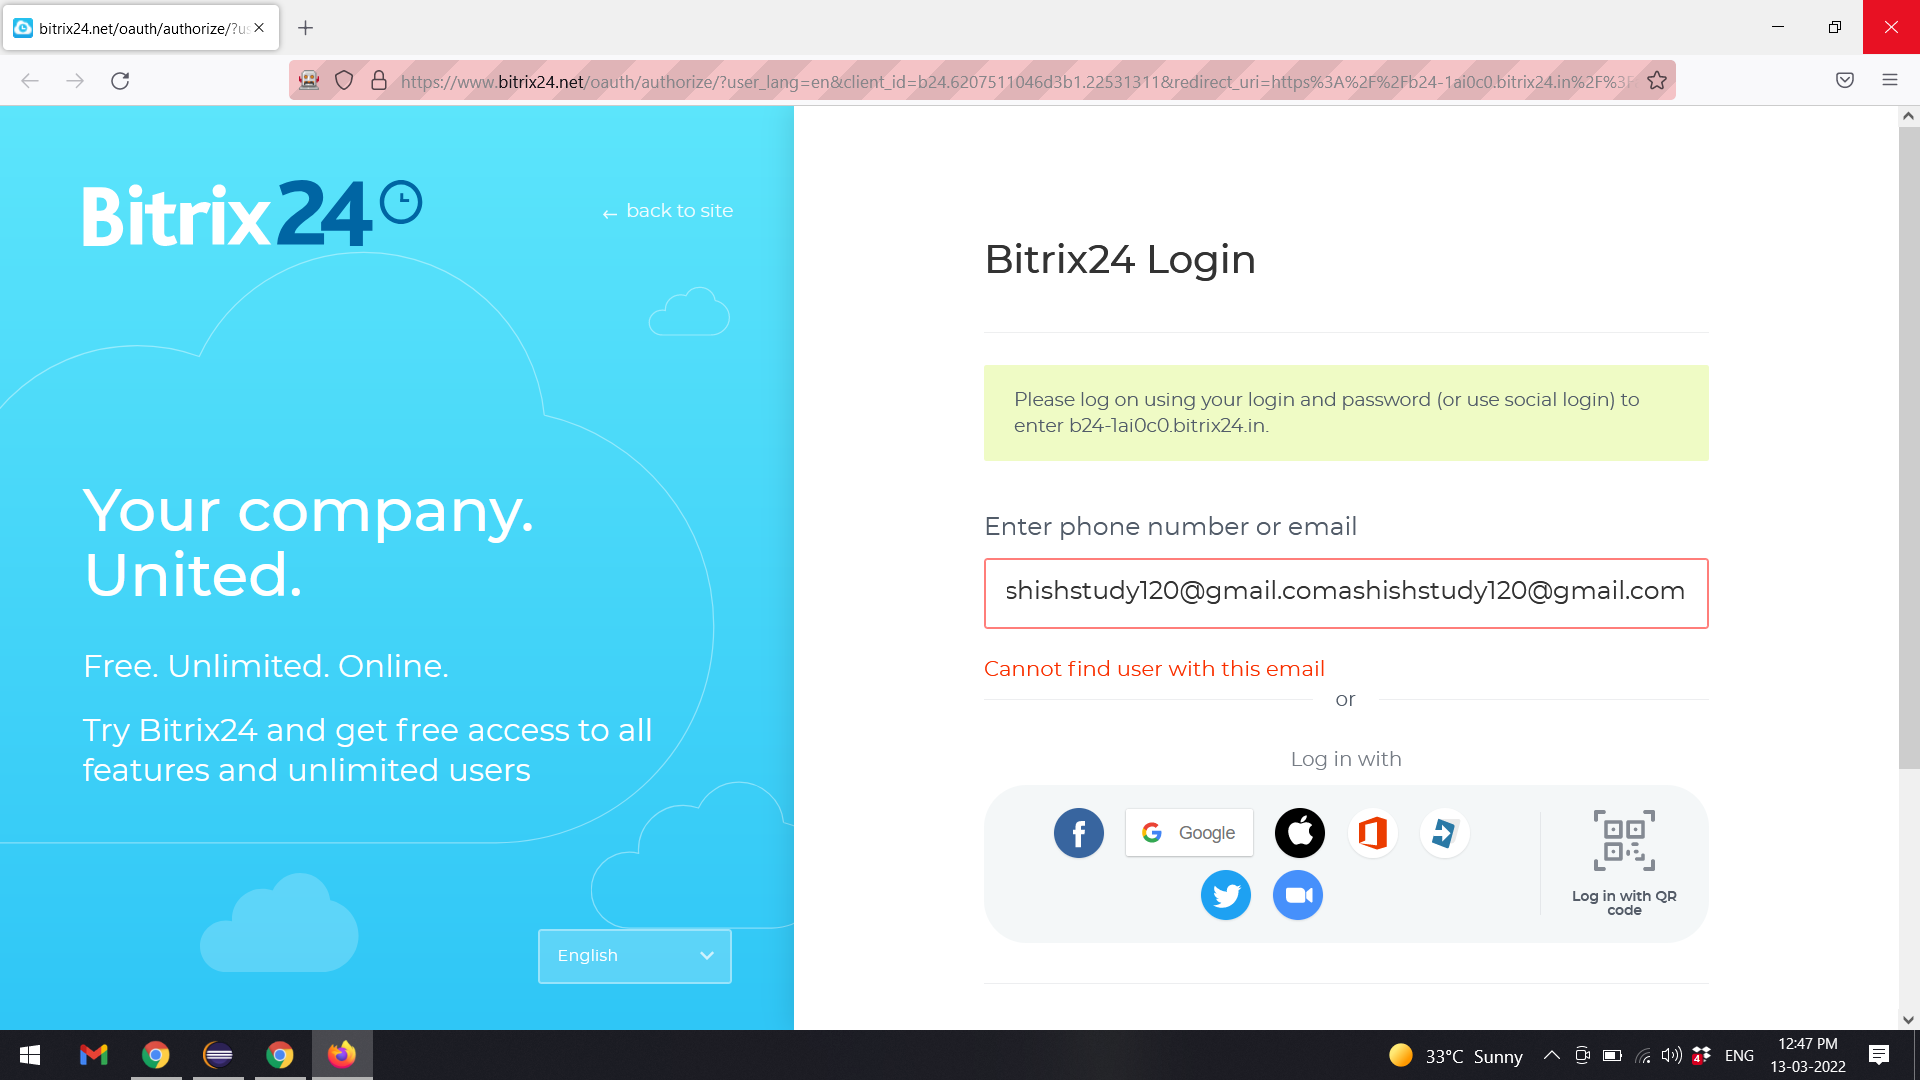 bitrix24.net/oauth/authorize/?us
https://www.bitrix24.net/oauth/authorize/?user_lang=en&client_id=b24.6207511046d3b1.22531311&redirect_uri=https%3A%2F%2Fb24-1ai0c0.bitrix24.in%2F%3F
Bitrix24
← back to site
Your company.
United.
Free. Unlimited. Online.
Try Bitrix24 and get free access to all
features and unlimited users
English
Bitrix24 Login
Please log on using your login and password (or use social login) to
enter b24-1ai0c0.bitrix24.in.
Enter phone number or email
shishstudy120@gmail.comashishstudy120@gmail.com
Cannot find user with this email
or
Log in with
Google
Log in with QR
code
33°C Sunny
4
ENG
12:47 PM
13-03-2022